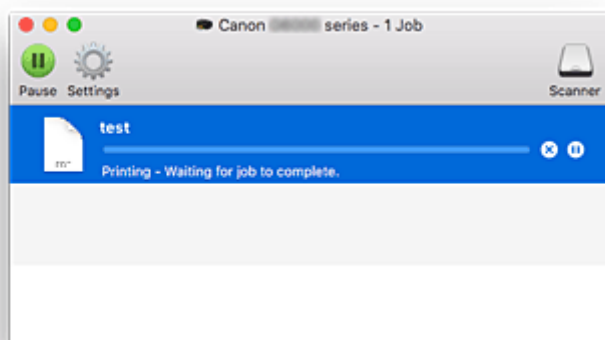 Canon series - 1 Job
Pause Settings Scanner
test
Printing - Waiting for job to complete.